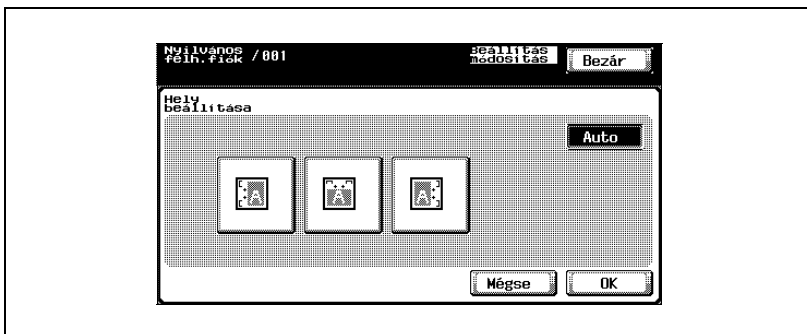 Nyilvános
félh.fiók /001
Beállítás
módosítás
Bezár
Hely
beállítása
Auto
A
A
A
Mégse
OK